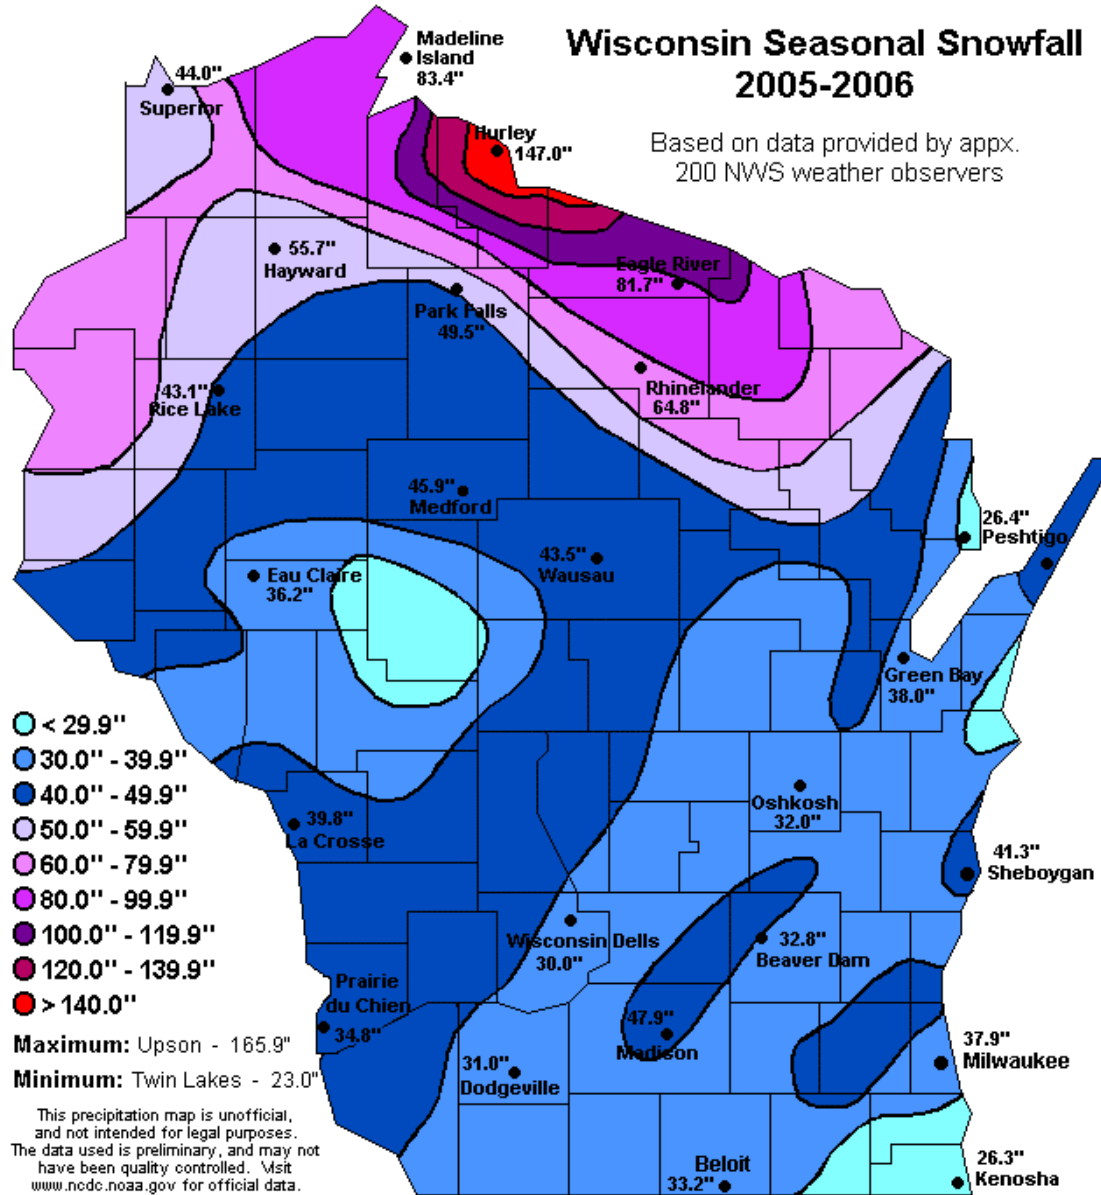 Wisconsin Seasonal Snowfall
2005-2006
Based on data provided by appx.
200 NWS weather observers
Madeline
Island
83.4"
44.0"
Superior
Hurley
147.0"
55.7"
Hayward
Eagle River
81.7"
Park Falls
49.5"
43.1"
Rice Lake
Rhinelander
64.8"
45.9"
Medford
26.4"
Peshtigo
43.5"
Wausau
Eau Claire
36.2"
Green Bay
38.0"
< 29.9"
30.0" - 39.9"
40.0" - 49.9"
50.0" - 59.9"
60.0" - 79.9"
80.0" - 99.9"
100.0" - 119.9"
120.0" - 139.9"
> 140.0"
Oshkosh
32.0"
39.8"
La Crosse
41.3"
Sheboygan
Wisconsin Dells
30.0"
32.8"
Beaver Dam
Prairie
du Chien
34.8"
47.9"
Madison
37.9"
Milwaukee
31.0"
Dodgeville
Beloit
33.2"
26.3"
Kenosha
Maximum: Upson - 165.9"
Minimum: Twin Lakes - 23.0"
This precipitation map is unofficial,
and not intended for legal purposes.
The data used is preliminary, and may not
have been quality controlled. Visit
www.ncdc.noaa.gov for official data.